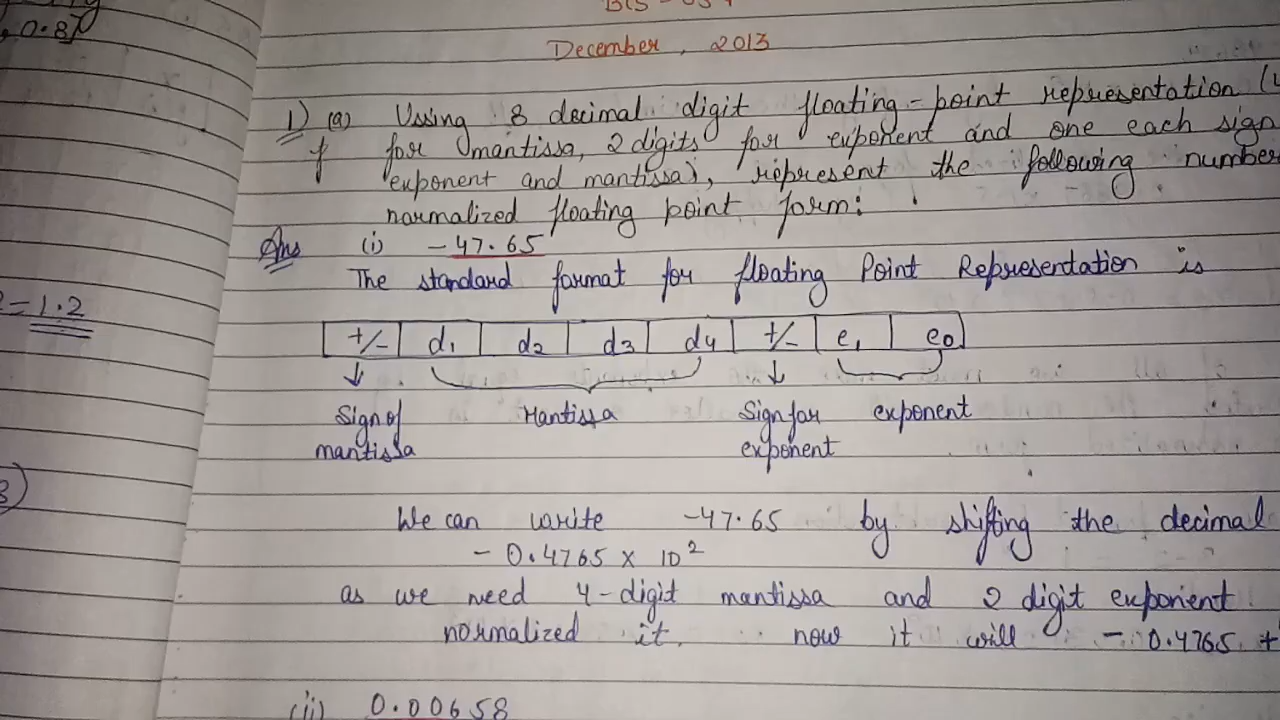 0.8
December, 2013
1) (a) Ussing 8 decimal digit floating-point representation (4
for mantissa, 2 digits for exponent and one each sign
exponent and mantissa), represent the following number
normalized floating point form:
Ans (i) -47.65
The standard format for floating Point Representation is
= 1.2
+/- d1 d2 d3 d4 +/- e1 e0
Sign of Mantissa Sign for exponent
mantissa exponent
We can write -47.65 by shifting the decimal
- 0.4765 x 10²
as we need 4-digit mantissa and 2 digit exponent
normalized it. now it will - 0.4765 +
(ii) 0.00658